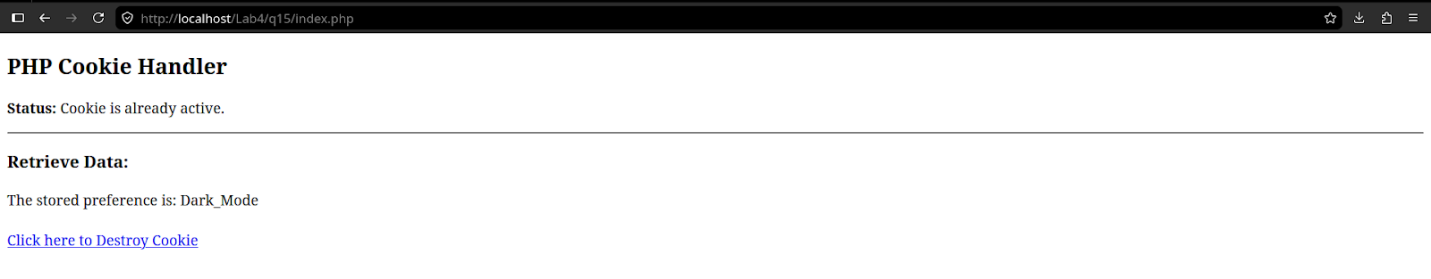 http://localhost/Lab4/q15/index.php
PHP Cookie Handler
Status: Cookie is already active.
Retrieve Data:
The stored preference is: Dark_Mode
Click here to Destroy Cookie